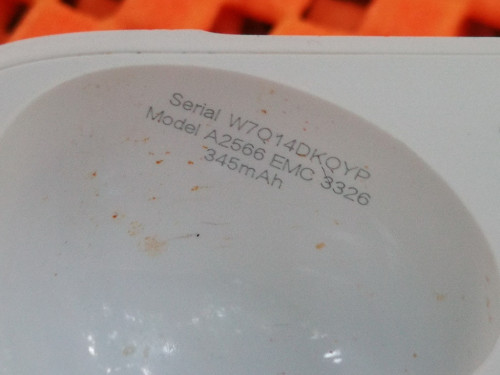 Serial W7Q14DKQYP
Model A2566 EMC 3326
345mAh